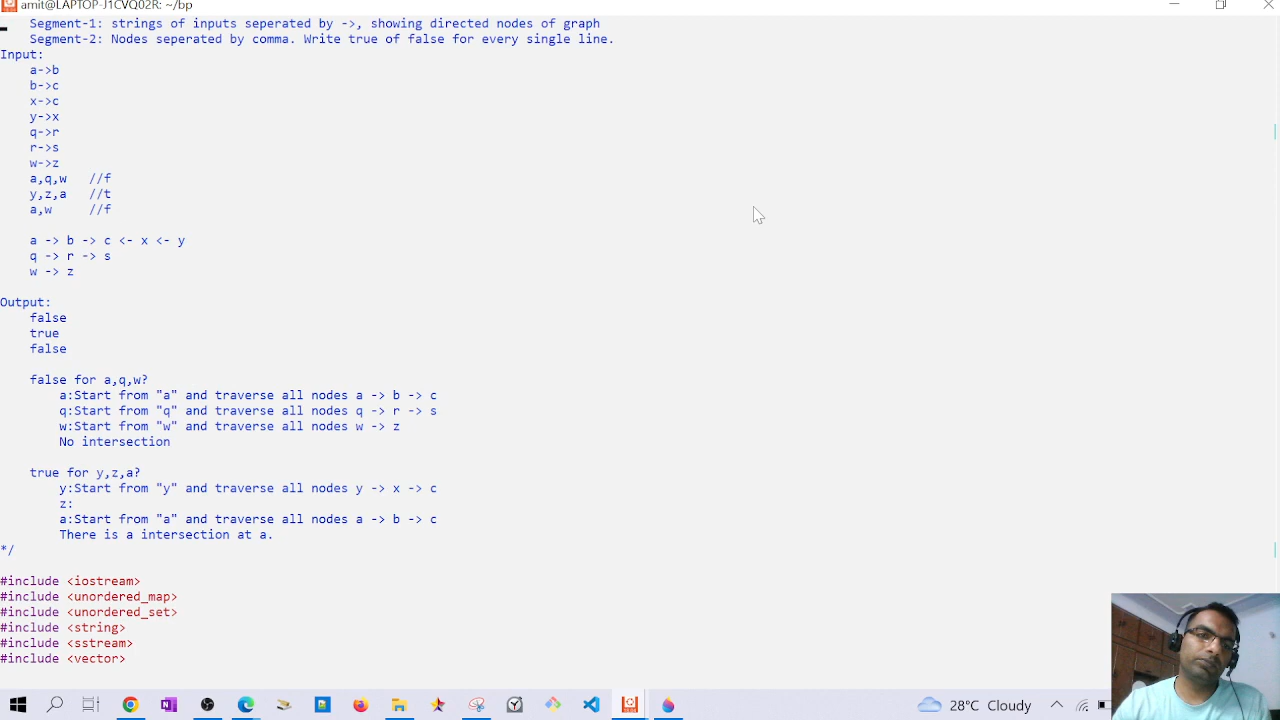 amit@LAPTOP-J1CVQ02R: ~/bp
Segment-1: strings of inputs seperated by ->, showing directed nodes of graph
Segment-2: Nodes seperated by comma. Write true of false for every single line.
Input:
a->b
b->c
x->c
y->x
q->r
r->s
w->z
a,q,w //f
y,z,a //t
a,w //f
a -> b -> c <- x <- y
q -> r -> s
w -> z
Output:
false
true
false
false for a,q,w?
a:Start from "a" and traverse all nodes a -> b -> c
q:Start from "q" and traverse all nodes q -> r -> s
w:Start from "w" and traverse all nodes w -> z
No intersection
true for y,z,a?
y:Start from "y" and traverse all nodes y -> x -> c
z:
a:Start from "a" and traverse all nodes a -> b -> c
There is a intersection at a.
*/
#include <iostream>
#include <unordered_map>
#include <unordered_set>
#include <string>
#include <sstream>
#include <vector>
28°C Cloudy